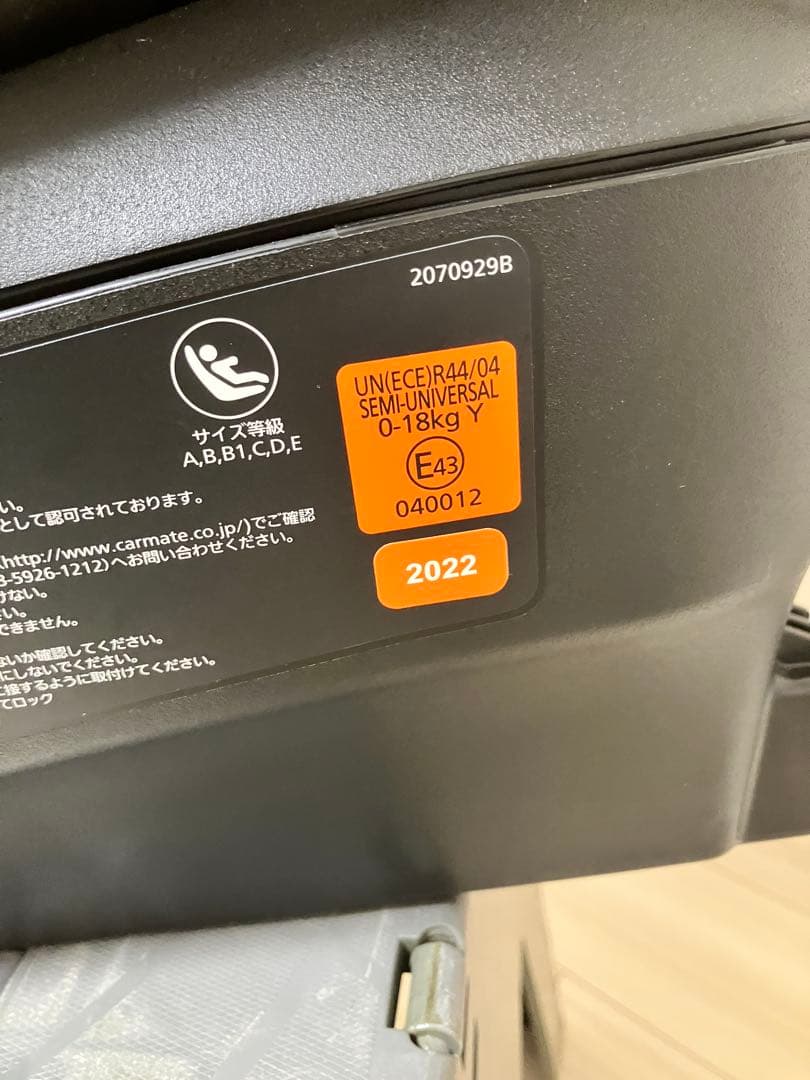 2070929B
サイズ等級
A,B,B1,C,D,E
UN(ECE)R44/04
SEMI-UNIVERSAL
0-18kg Y
E43
040012
2022
い。
として認可されております。
(http://www.carmate.co.jp/)でご確認
3-5926-1212)へお問い合わせください。
けない。
さい。
できません。
ないか確認してください。
にしないでください。
に接するように取付けてください。
てロック